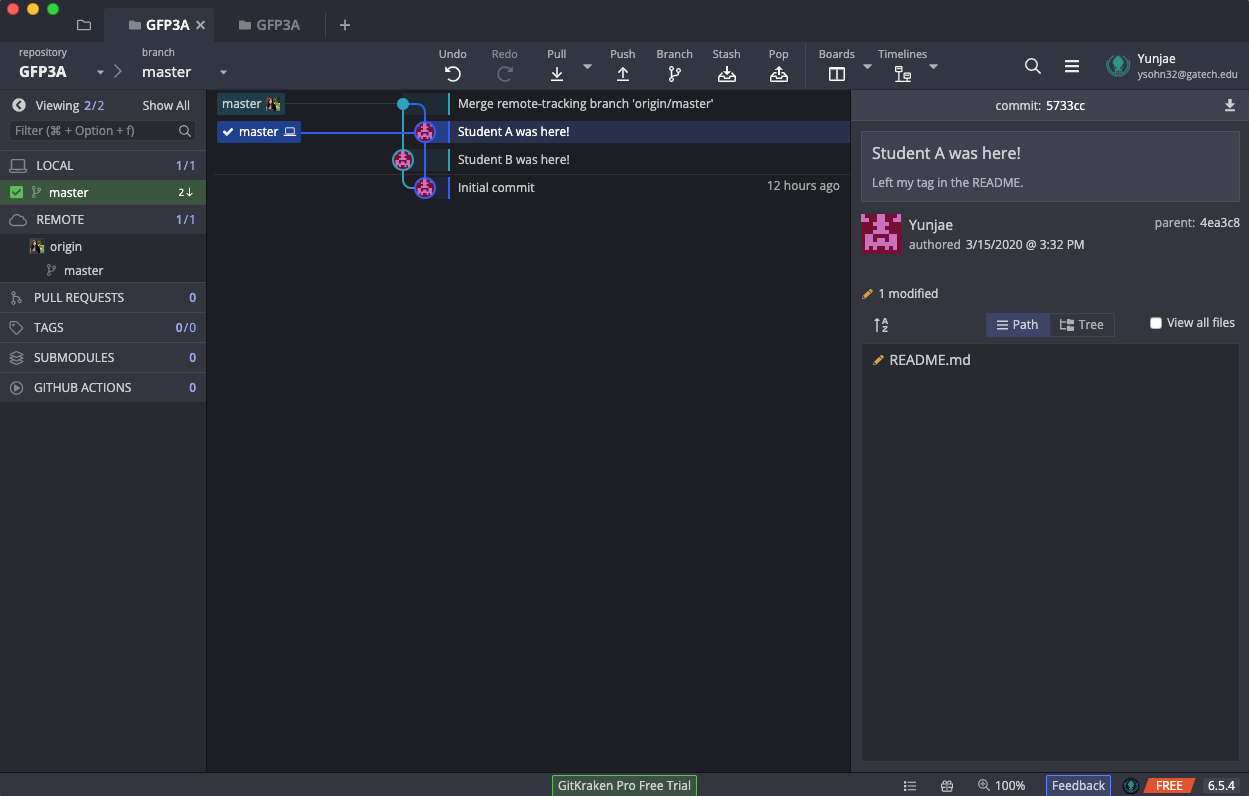 GFP3A
GFP3A
repository
GFP3A
branch
master
Undo
Redo
Pull
Push
Branch
Stash
Pop
Boards
Timelines
Yunjae
ysohn32@gatech.edu
Viewing 2/2
Show All
Filter (⌘ + Option + f)
LOCAL 1/1
master 2↓
REMOTE 1/1
origin
master
PULL REQUESTS 0
TAGS 0/0
SUBMODULES 0
GITHUB ACTIONS 0
master
Merge remote-tracking branch 'origin/master'
master
Student A was here!
Student B was here!
Initial commit
12 hours ago
commit: 5733cc
Student A was here!
Left my tag in the README.
Yunjae
parent: 4ea3c8
authored 3/15/2020 @ 3:32 PM
1 modified
A
Z
Path
Tree
View all files
README.md
GitKraken Pro Free Trial
100%
Feedback
FREE
6.5.4